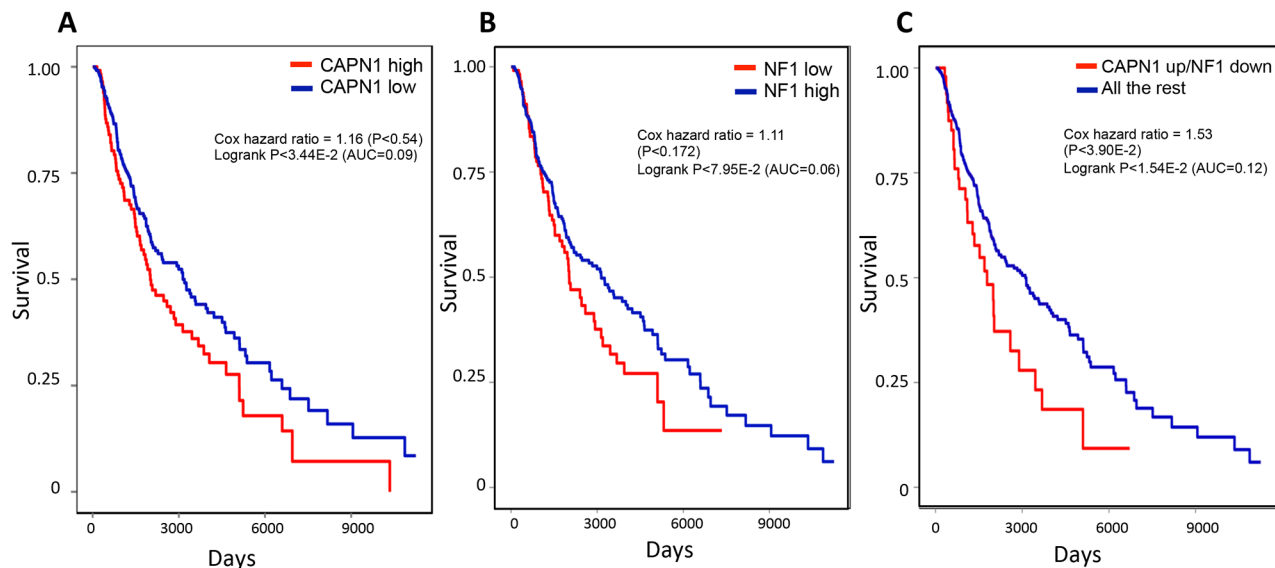 A
CAPN1 high
CAPN1 low
Cox hazard ratio = 1.16 (P<0.54)
Logrank P<3.44E-2 (AUC=0.09)
Survival
1.00
0.75
0.5
0.25
0
0
3000
6000
9000
Days
B
NF1 low
NF1 high
Cox hazard ratio = 1.11
(P<0.172)
Logrank P<7.95E-2 (AUC=0.06)
Survival
1.00
0.75
0.5
0.25
0
0
3000
6000
9000
Days
C
CAPN1 up/NF1 down
All the rest
Cox hazard ratio = 1.53
(P<3.90E-2)
Logrank P<1.54E-2 (AUC=0.12)
Survival
1.00
0.75
0.5
0.25
0
0
3000
6000
9000
Days